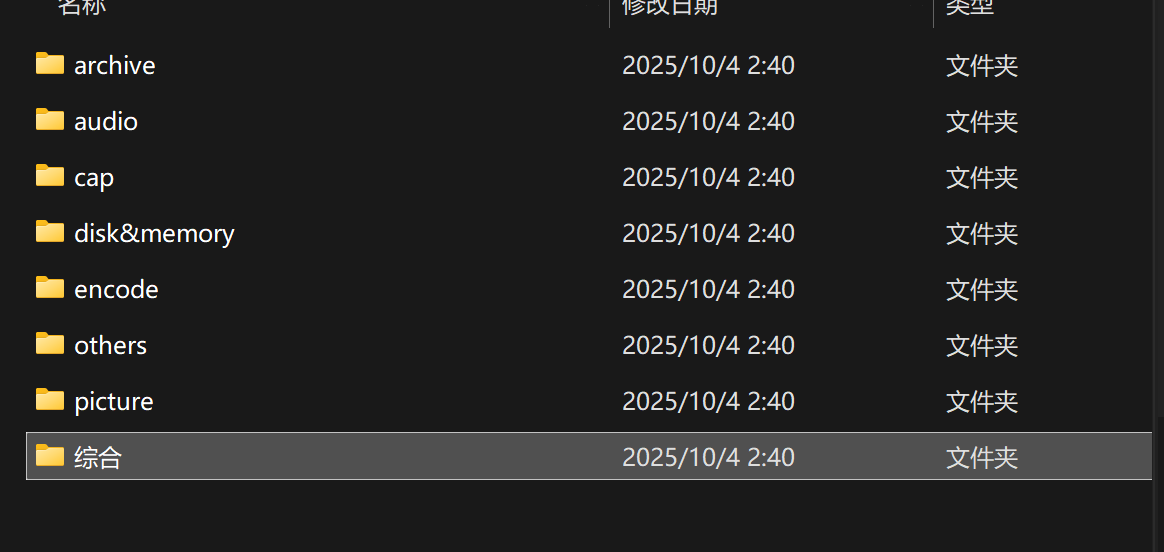 名称 修改日期 类型
archive 2025/10/4 2:40 文件夹
audio 2025/10/4 2:40 文件夹
cap 2025/10/4 2:40 文件夹
disk&memory 2025/10/4 2:40 文件夹
encode 2025/10/4 2:40 文件夹
others 2025/10/4 2:40 文件夹
picture 2025/10/4 2:40 文件夹
综合 2025/10/4 2:40 文件夹